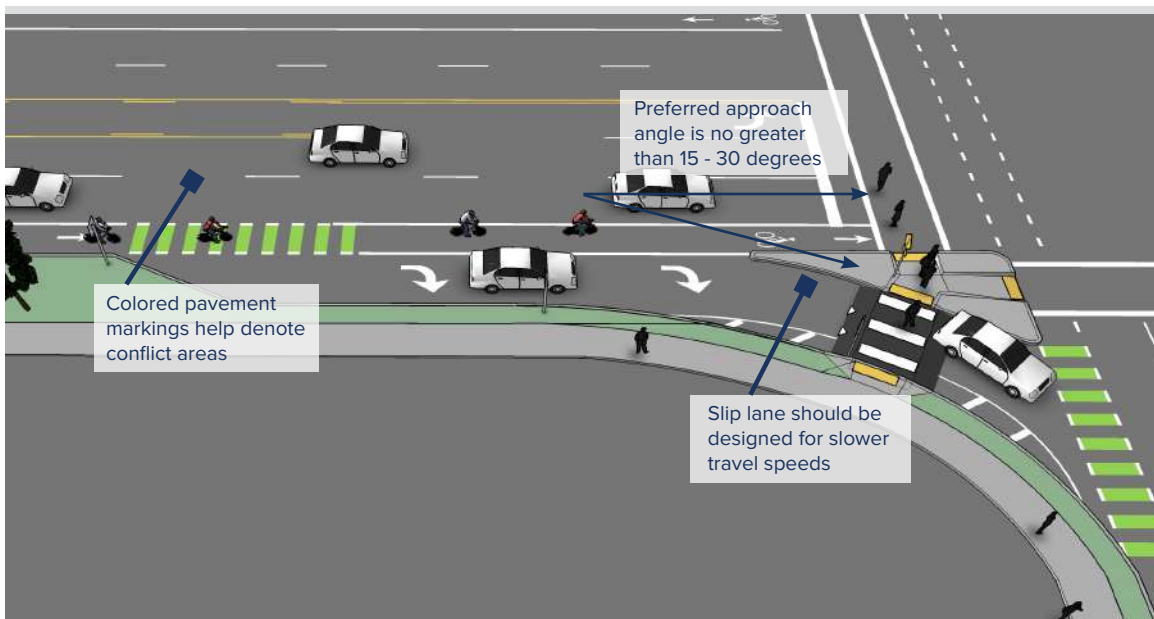 Preferred approach
angle is no greater
than 15 - 30 degrees
Colored pavement
markings help denote
conflict areas
Slip lane should be
designed for slower
travel speeds